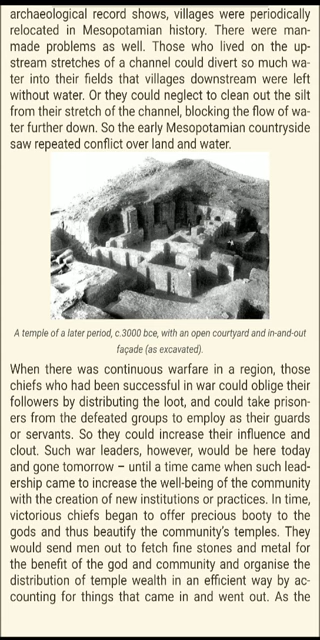 archaeological record shows, villages were periodically
relocated in Mesopotamian history. There were man-
made problems as well. Those who lived on the up-
stream stretches of a channel could divert so much wa-
ter into their fields that villages downstream were left
without water. Or they could neglect to clean out the silt
from their stretch of the channel, blocking the flow of wa-
ter further down. So the early Mesopotamian countryside
saw repeated conflict over land and water.
A temple of a later period, c.3000 bce, with an open courtyard and in-and-out
façade (as excavated).
When there was continuous warfare in a region, those
chiefs who had been successful in war could oblige their
followers by distributing the loot, and could take prison-
ers from the defeated groups to employ as their guards
or servants. So they could increase their influence and
clout. Such war leaders, however, would be here today
and gone tomorrow – until a time came when such lead-
ership came to increase the well-being of the community
with the creation of new institutions or practices. In time,
victorious chiefs began to offer precious booty to the
gods and thus beautify the community's temples. They
would send men out to fetch fine stones and metal for
the benefit of the god and community and organise the
distribution of temple wealth in an efficient way by ac-
counting for things that came in and went out. As the